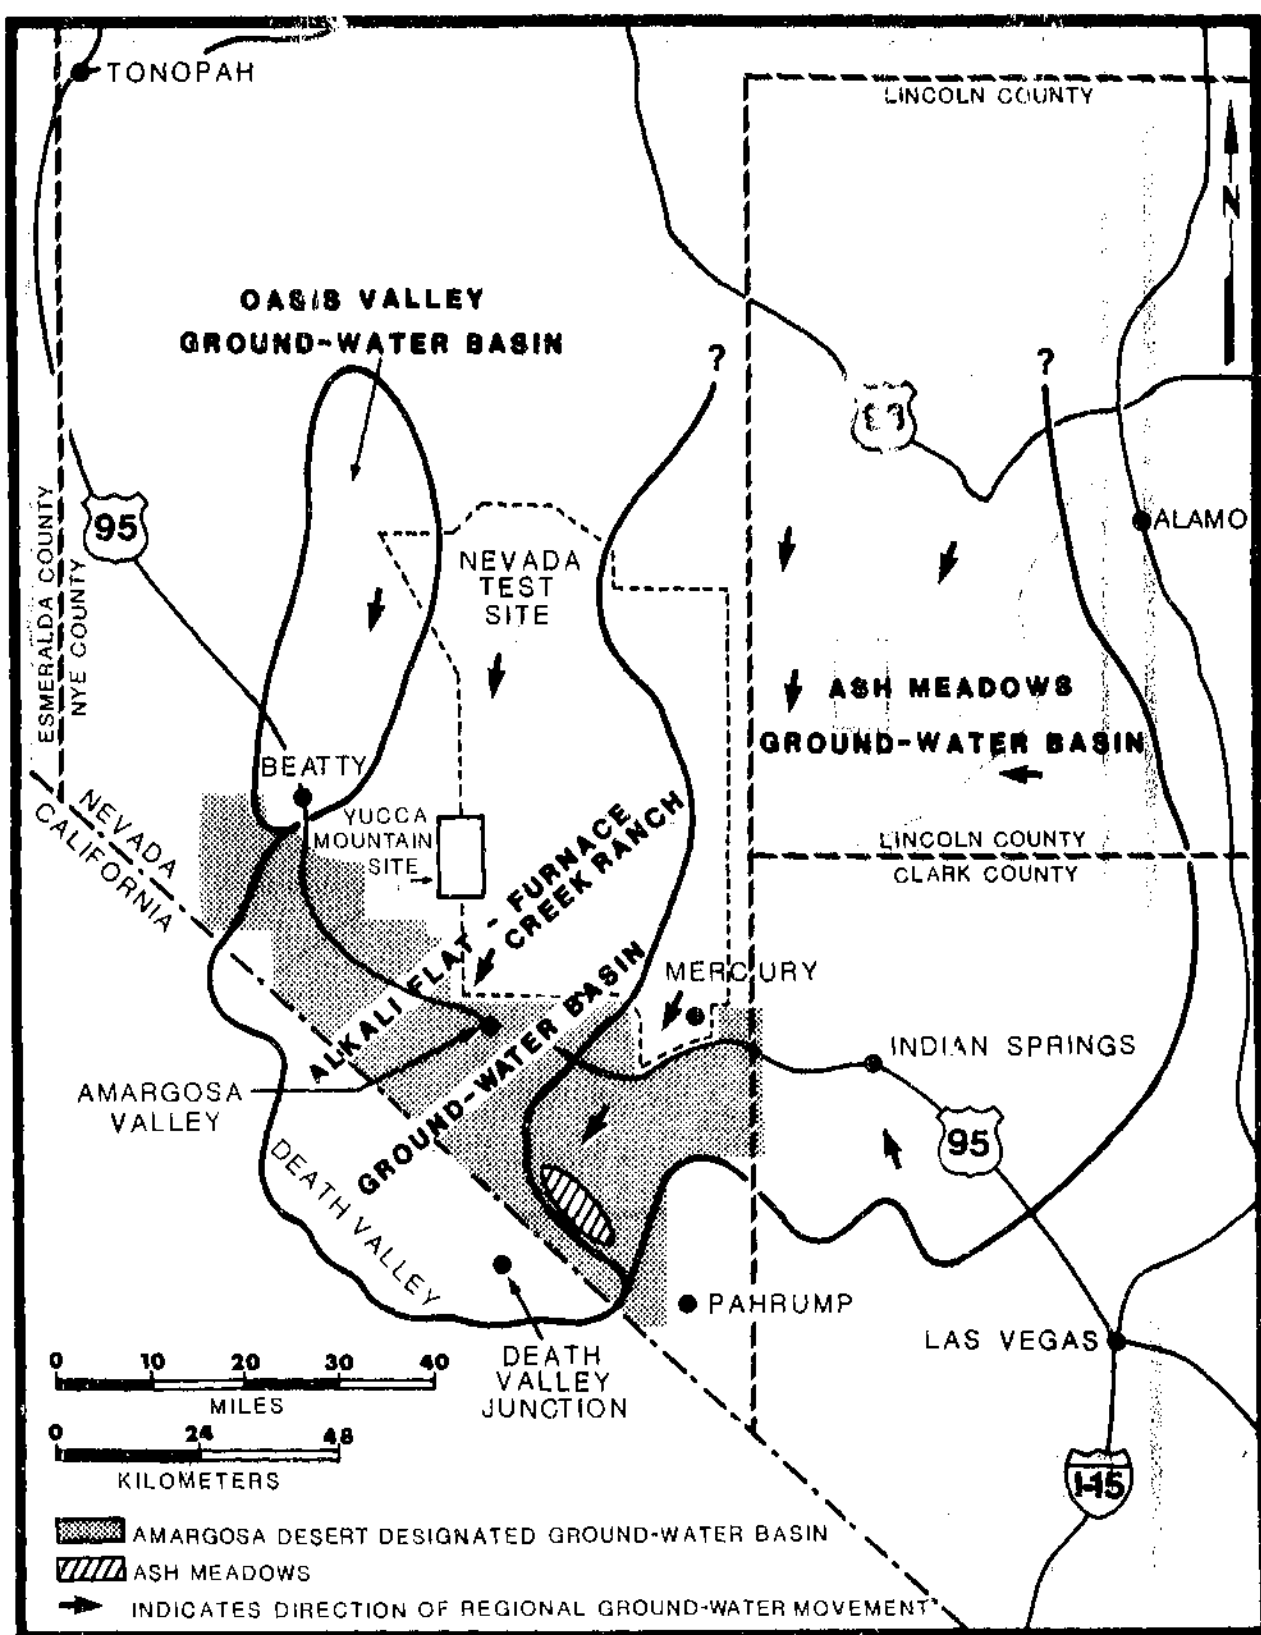 TONOPAH
LINCOLN COUNTY
N
OASIS VALLEY
GROUND-WATER BASIN
?
?
95
ALAMO
ESMERALDA COUNTY
NYE COUNTY
NEVADA
TEST
SITE
ASH MEADOWS
GROUND-WATER BASIN
BEATTY
NEVADA
CALIFORNIA
YUCCA
MOUNTAIN
SITE
LINCOLN COUNTY
CLARK COUNTY
ALKALI FLAT - FURNACE
CREEK RANCH
GROUND-WATER BASIN
MERCURY
INDIAN SPRINGS
AMARGOSA
VALLEY
95
DEATH VALLEY
PAHRUMP
LAS VEGAS
DEATH
VALLEY
JUNCTION
0 10 20 30 40
MILES
0 24 48
KILOMETERS
I-15
AMARGOSA DESERT DESIGNATED GROUND-WATER BASIN
ASH MEADOWS
INDICATES DIRECTION OF REGIONAL GROUND-WATER MOVEMENT